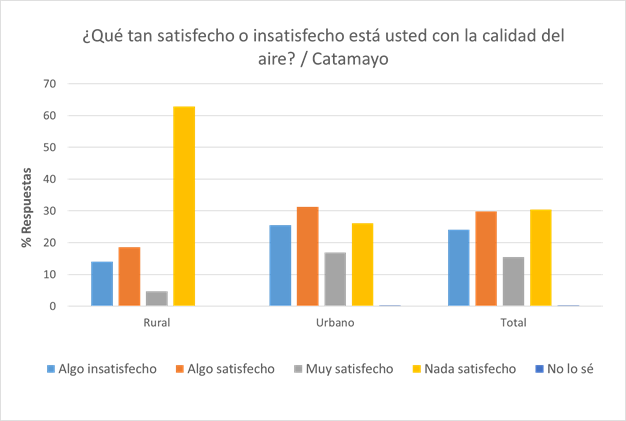 ¿Qué tan satisfecho o insatisfecho está usted con la calidad del
aire? / Catamayo
% Respuestas
70
60
50
40
30
20
10
0
Rural
Urbano
Total
Algo insatisfecho
Algo satisfecho
Muy satisfecho
Nada satisfecho
No lo sé